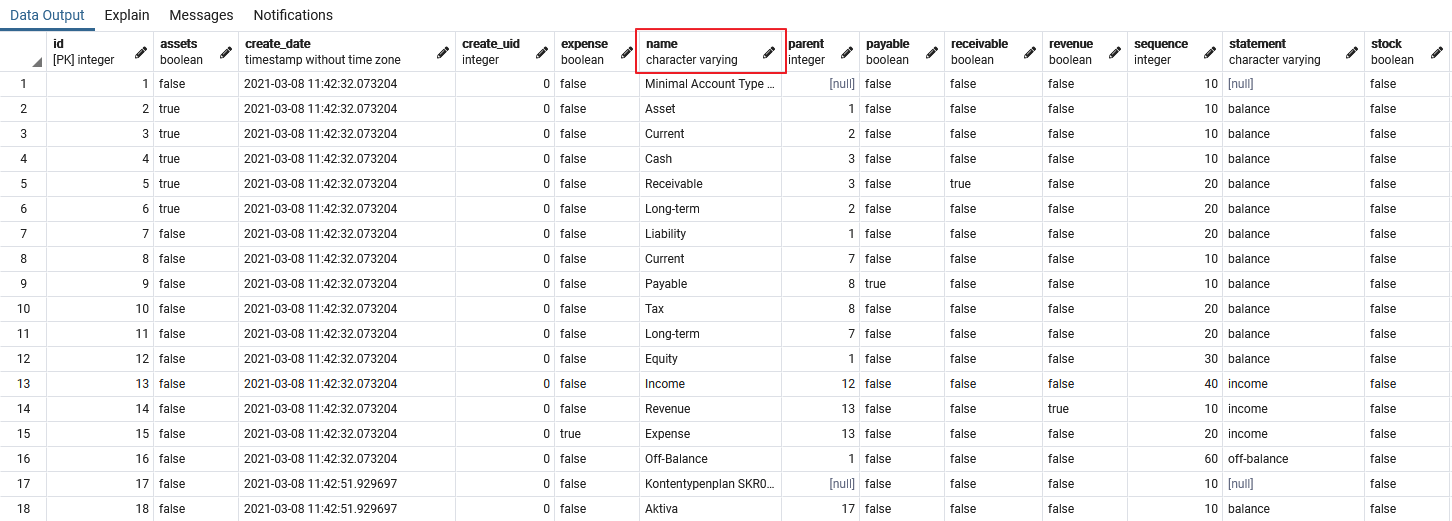 Data Output Explain Messages Notifications
id assets create_date create_uid expense name parent payable receivable revenue sequence statement stock
[PK] integer boolean timestamp without time zone integer boolean character varying integer boolean boolean boolean integer character varying boolean
1 1 false 2021-03-08 11:42:32.073204 0 false Minimal Account Type ... [null] false false false 10 [null] false
2 2 true 2021-03-08 11:42:32.073204 0 false Asset 1 false false false 10 balance false
3 3 true 2021-03-08 11:42:32.073204 0 false Current 2 false false false 10 balance false
4 4 true 2021-03-08 11:42:32.073204 0 false Cash 3 false false false 10 balance false
5 5 true 2021-03-08 11:42:32.073204 0 false Receivable 3 false true false 20 balance false
6 6 true 2021-03-08 11:42:32.073204 0 false Long-term 2 false false false 20 balance false
7 7 false 2021-03-08 11:42:32.073204 0 false Liability 1 false false false 20 balance false
8 8 false 2021-03-08 11:42:32.073204 0 false Current 7 false false false 10 balance false
9 9 false 2021-03-08 11:42:32.073204 0 false Payable 8 true false false 10 balance false
10 10 false 2021-03-08 11:42:32.073204 0 false Tax 8 false false false 20 balance false
11 11 false 2021-03-08 11:42:32.073204 0 false Long-term 7 false false false 20 balance false
12 12 false 2021-03-08 11:42:32.073204 0 false Equity 1 false false false 30 balance false
13 13 false 2021-03-08 11:42:32.073204 0 false Income 12 false false false 40 income false
14 14 false 2021-03-08 11:42:32.073204 0 false Revenue 13 false false true 10 income false
15 15 false 2021-03-08 11:42:32.073204 0 true Expense 13 false false false 20 income false
16 16 false 2021-03-08 11:42:32.073204 0 false Off-Balance 1 false false false 60 off-balance false
17 17 false 2021-03-08 11:42:51.929697 0 false Kontentypenplan SKR0... [null] false false false 10 [null] false
18 18 false 2021-03-08 11:42:51.929697 0 false Aktiva 17 false false false 10 balance false